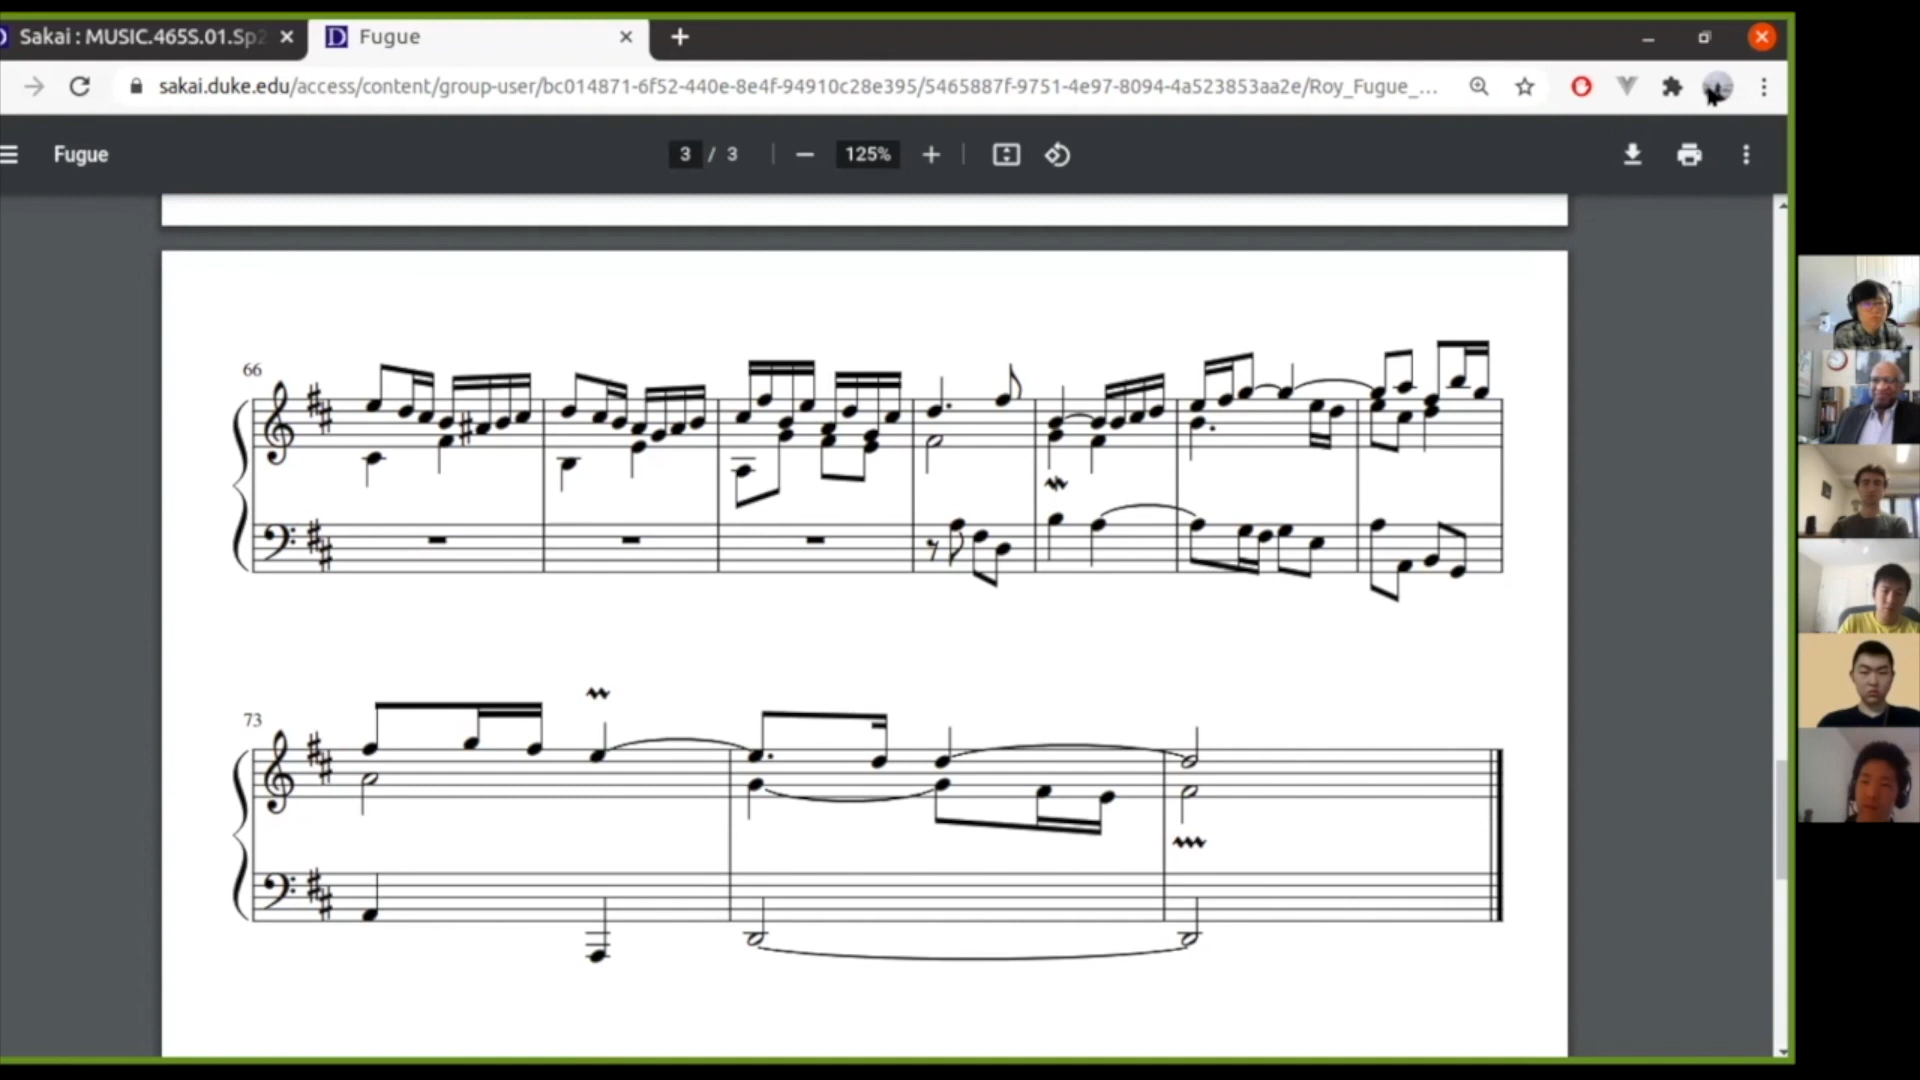 Sakai : MUSIC.465S.01.Sp2
Fugue
sakai.duke.edu/access/content/group-user/bc014871-6f52-440e-8e4f-94910c28e395/5465887f-9751-4e97-8094-4a523853aa2e/Roy_Fugue_...
Fugue
3 / 3
125%
66
73